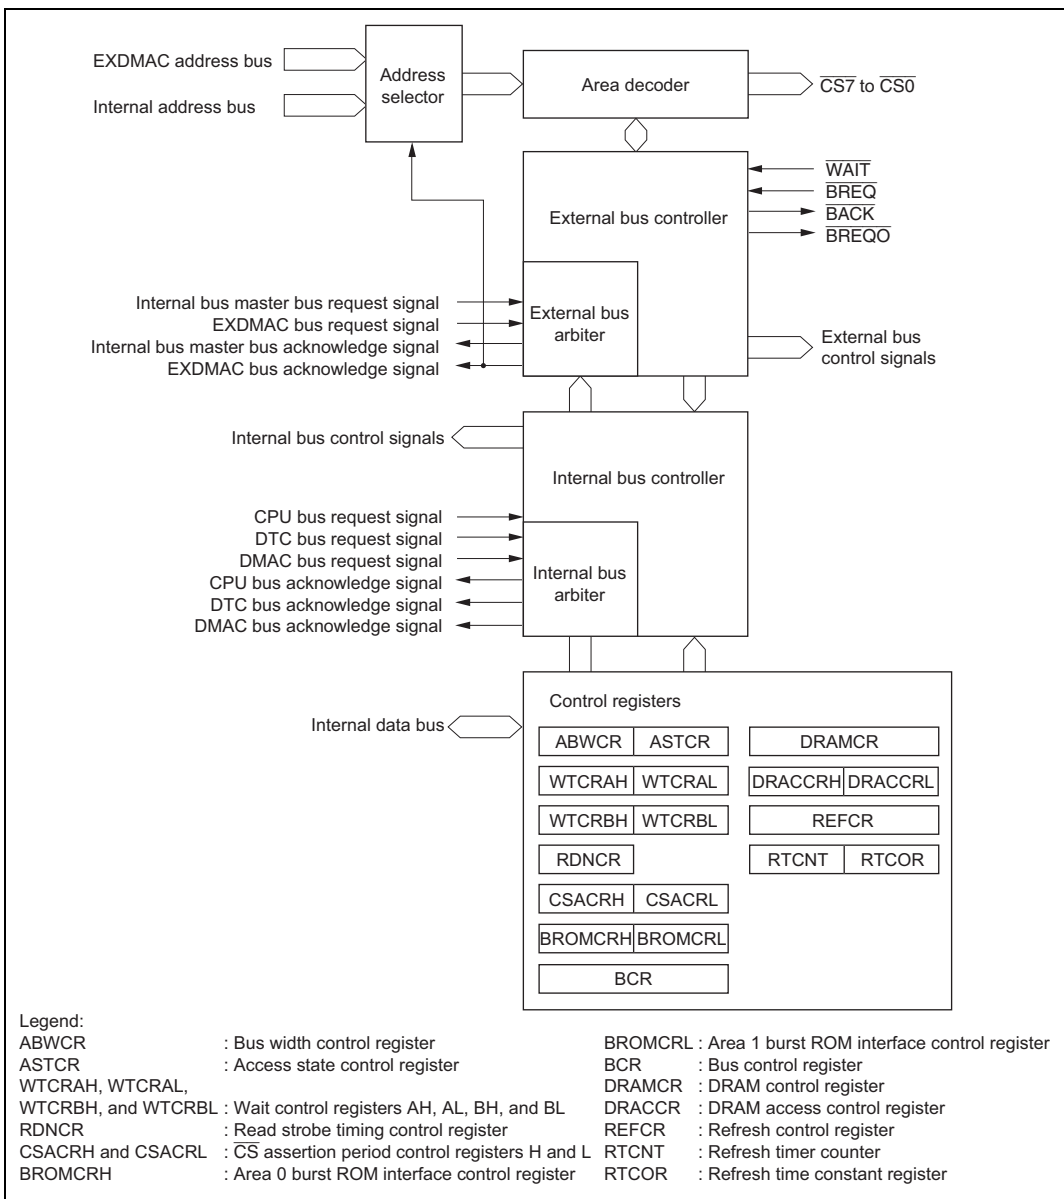 EXDMAC address bus
Internal address bus
Address
selector
Area decoder
CS7 to CS0
WAIT
BREQ
BACK
BREQO
External bus controller
Internal bus master bus request signal
EXDMAC bus request signal
Internal bus master bus acknowledge signal
EXDMAC bus acknowledge signal
External bus
arbiter
External bus
control signals
Internal bus control signals
Internal bus controller
CPU bus request signal
DTC bus request signal
DMAC bus request signal
CPU bus acknowledge signal
DTC bus acknowledge signal
DMAC bus acknowledge signal
Internal bus
arbiter
Internal data bus
Control registers
ABWCR ASTCR DRAMCR
WTCRAH WTCRAL DRACCRH DRACCRL
WTCRBH WTCRBL REFCR
RDNCR RTCNT RTCOR
CSACRH CSACRL
BROMCRH BROMCRL
BCR
Legend:
ABWCR : Bus width control register
ASTCR : Access state control register
WTCRAH, WTCRAL,
WTCRBH, and WTCRBL : Wait control registers AH, AL, BH, and BL
RDNCR : Read strobe timing control register
CSACRH and CSACRL : CS assertion period control registers H and L
BROMCRH : Area 0 burst ROM interface control register
BROMCRL : Area 1 burst ROM interface control register
BCR : Bus control register
DRAMCR : DRAM control register
DRACCR : DRAM access control register
REFCR : Refresh control register
RTCNT : Refresh timer counter
RTCOR : Refresh time constant register